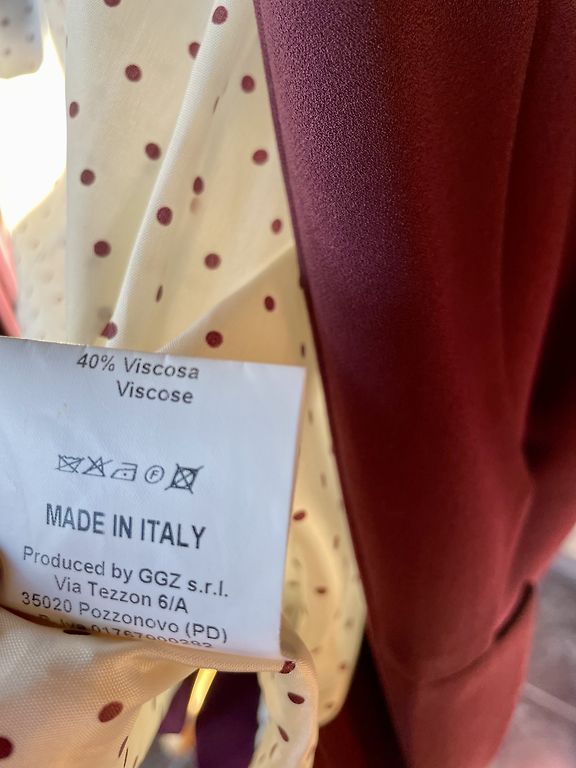 40% Viscosa
Viscose
MADE IN ITALY
Produced by GGZ s.r.l.
Via Tezzon 6/A
35020 Pozzonovo (PD)